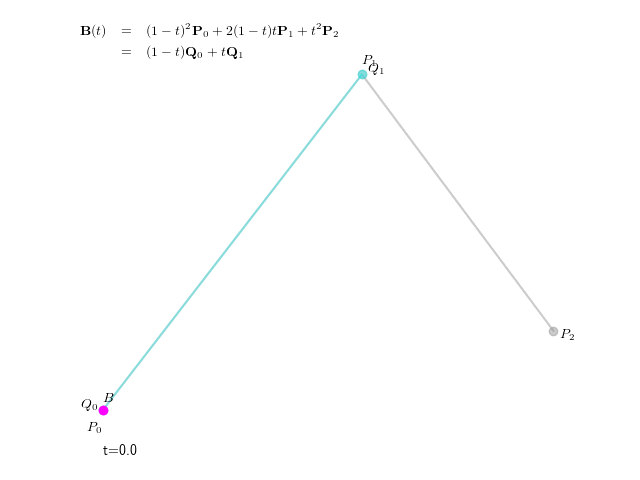 B(t) = (1 − t)²P₀ + 2(1 − t)tP₁ + t²P₂
= (1 − t)Q₀ + tQ₁
P₁
Q₁
P₂
Q₀ B
P₀
t=0.0